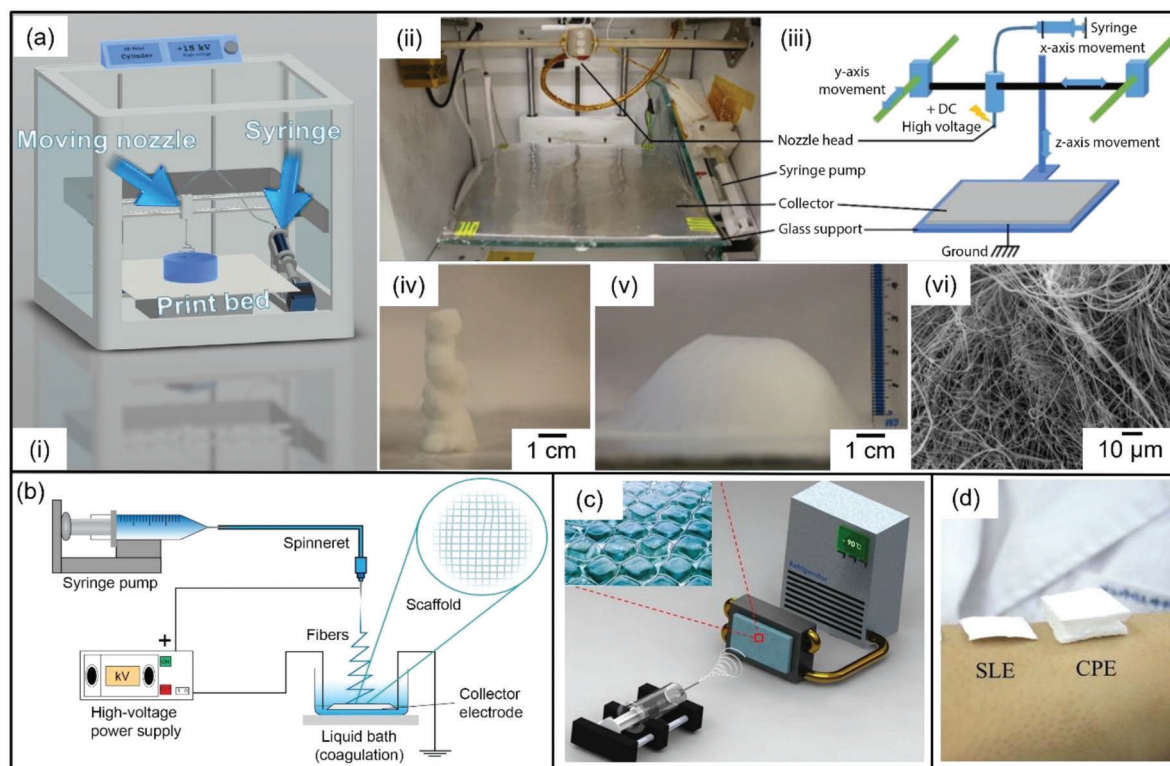 (a)
3D Print
Cylinder
+15 kV
High voltage
Moving nozzle
Syringe
Print bed
(i)
(ii)
(iii)
Syringe
x-axis movement
y-axis
movement
+ DC
High voltage
Nozzle head
z-axis movement
Syringe pump
Collector
Glass support
Ground
(iv)
1 cm
(v)
1 cm
(vi)
10 μm
(b)
Syringe pump
Spinneret
Scaffold
Fibers
+
kV
High-voltage
power supply
Collector
electrode
Liquid bath
(coagulation)
(c)
- 90℃
Refrigerator
(d)
SLE
CPE